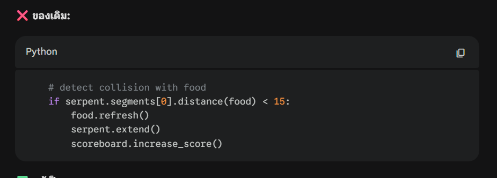 ❌ ของเดิม:
Python
# detect collision with food
if serpent.segments[0].distance(food) < 15:
food.refresh()
serpent.extend()
scoreboard.increase_score()